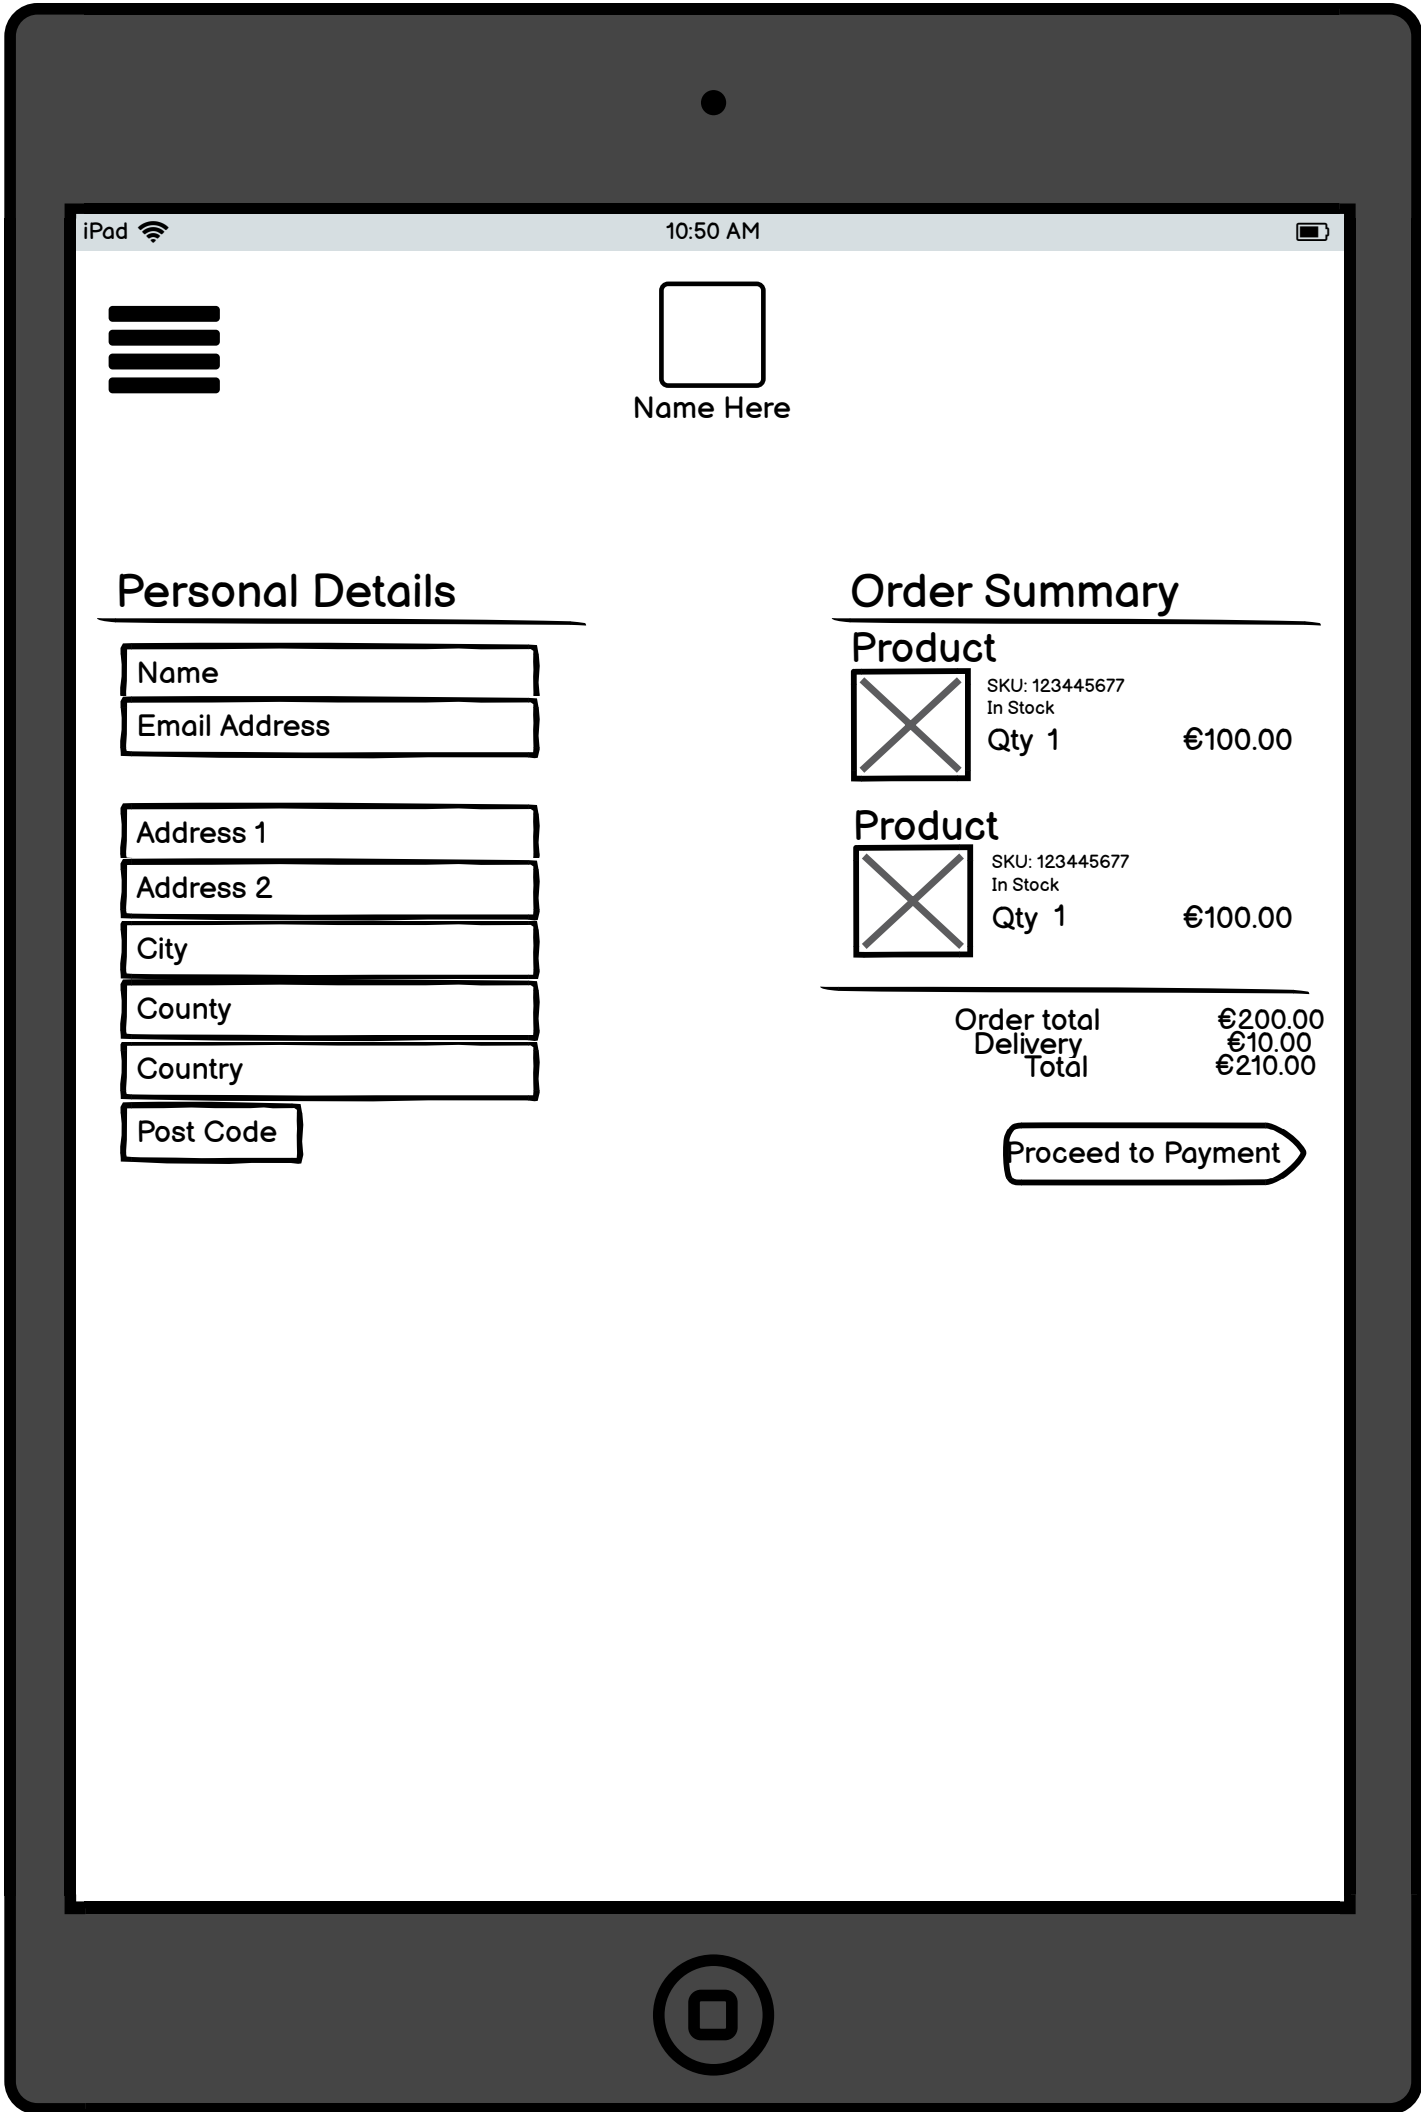 iPad
10:50 AM
Name Here
Personal Details
Name
Email Address
Address 1
Address 2
City
County
Country
Post Code
Order Summary
Product
SKU: 123445677
In Stock
Qty 1 €100.00
Product
SKU: 123445677
In Stock
Qty 1 €100.00
Order total €200.00
Delivery €10.00
Total €210.00
Proceed to Payment